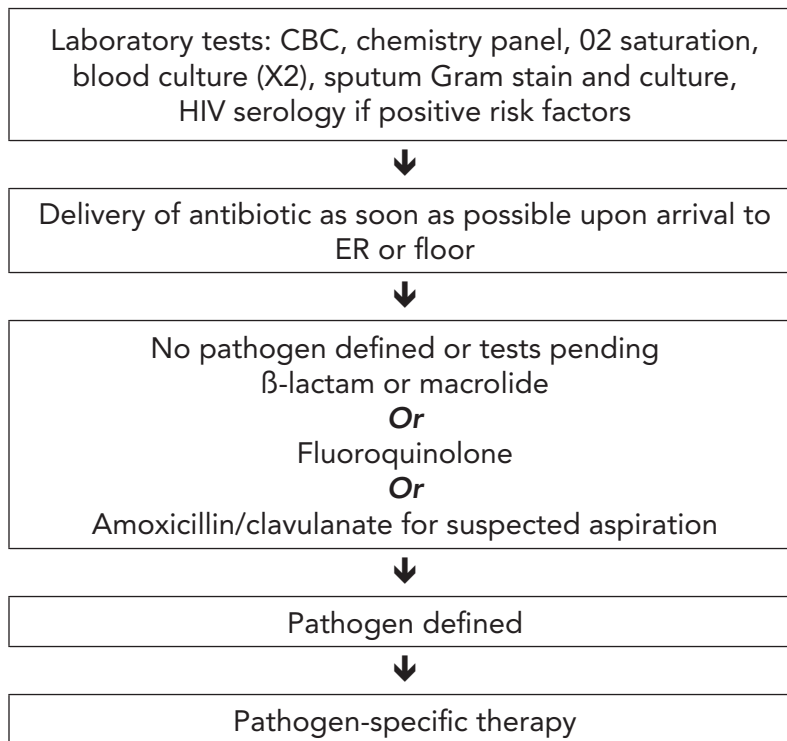 Laboratory tests: CBC, chemistry panel, 02 saturation,
blood culture (X2), sputum Gram stain and culture,
HIV serology if positive risk factors
Delivery of antibiotic as soon as possible upon arrival to
ER or floor
No pathogen defined or tests pending
ß-lactam or macrolide
Or
Fluoroquinolone
Or
Amoxicillin/clavulanate for suspected aspiration
Pathogen defined
Pathogen-specific therapy